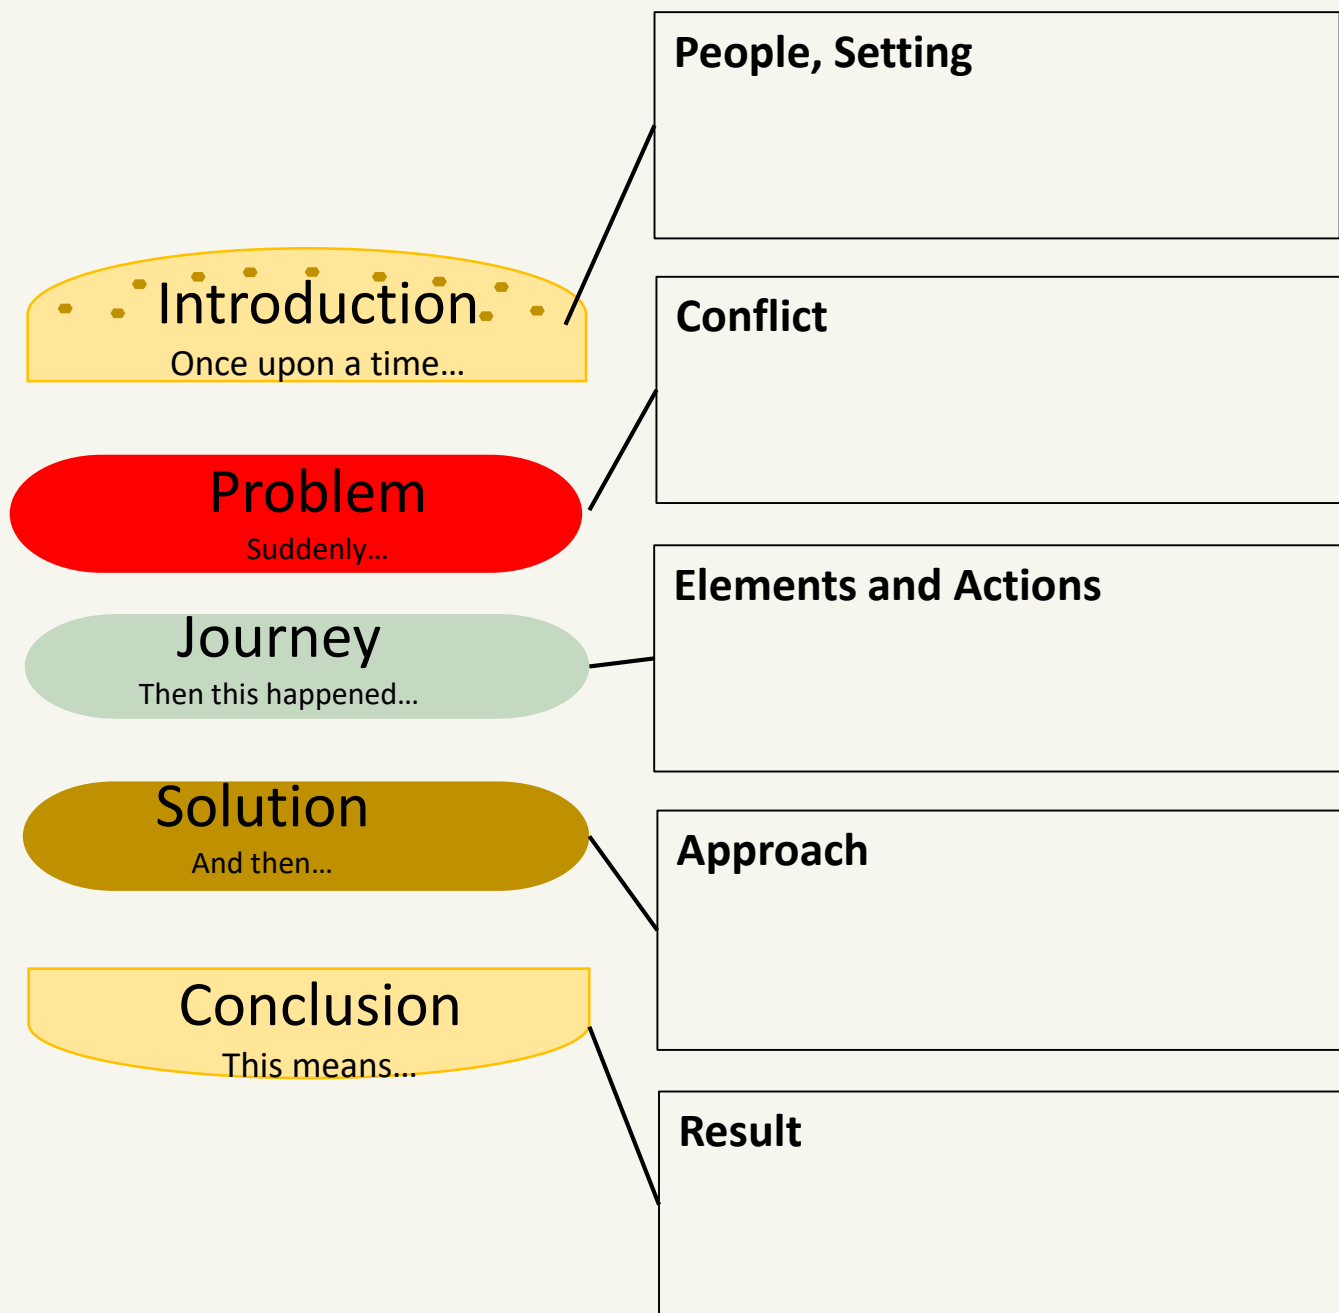 People, Setting
Introduction
Once upon a time…
Conflict
Problem
Suddenly…
Elements and Actions
Journey
Then this happened…
Solution
And then…
Approach
Conclusion
This means…
Result